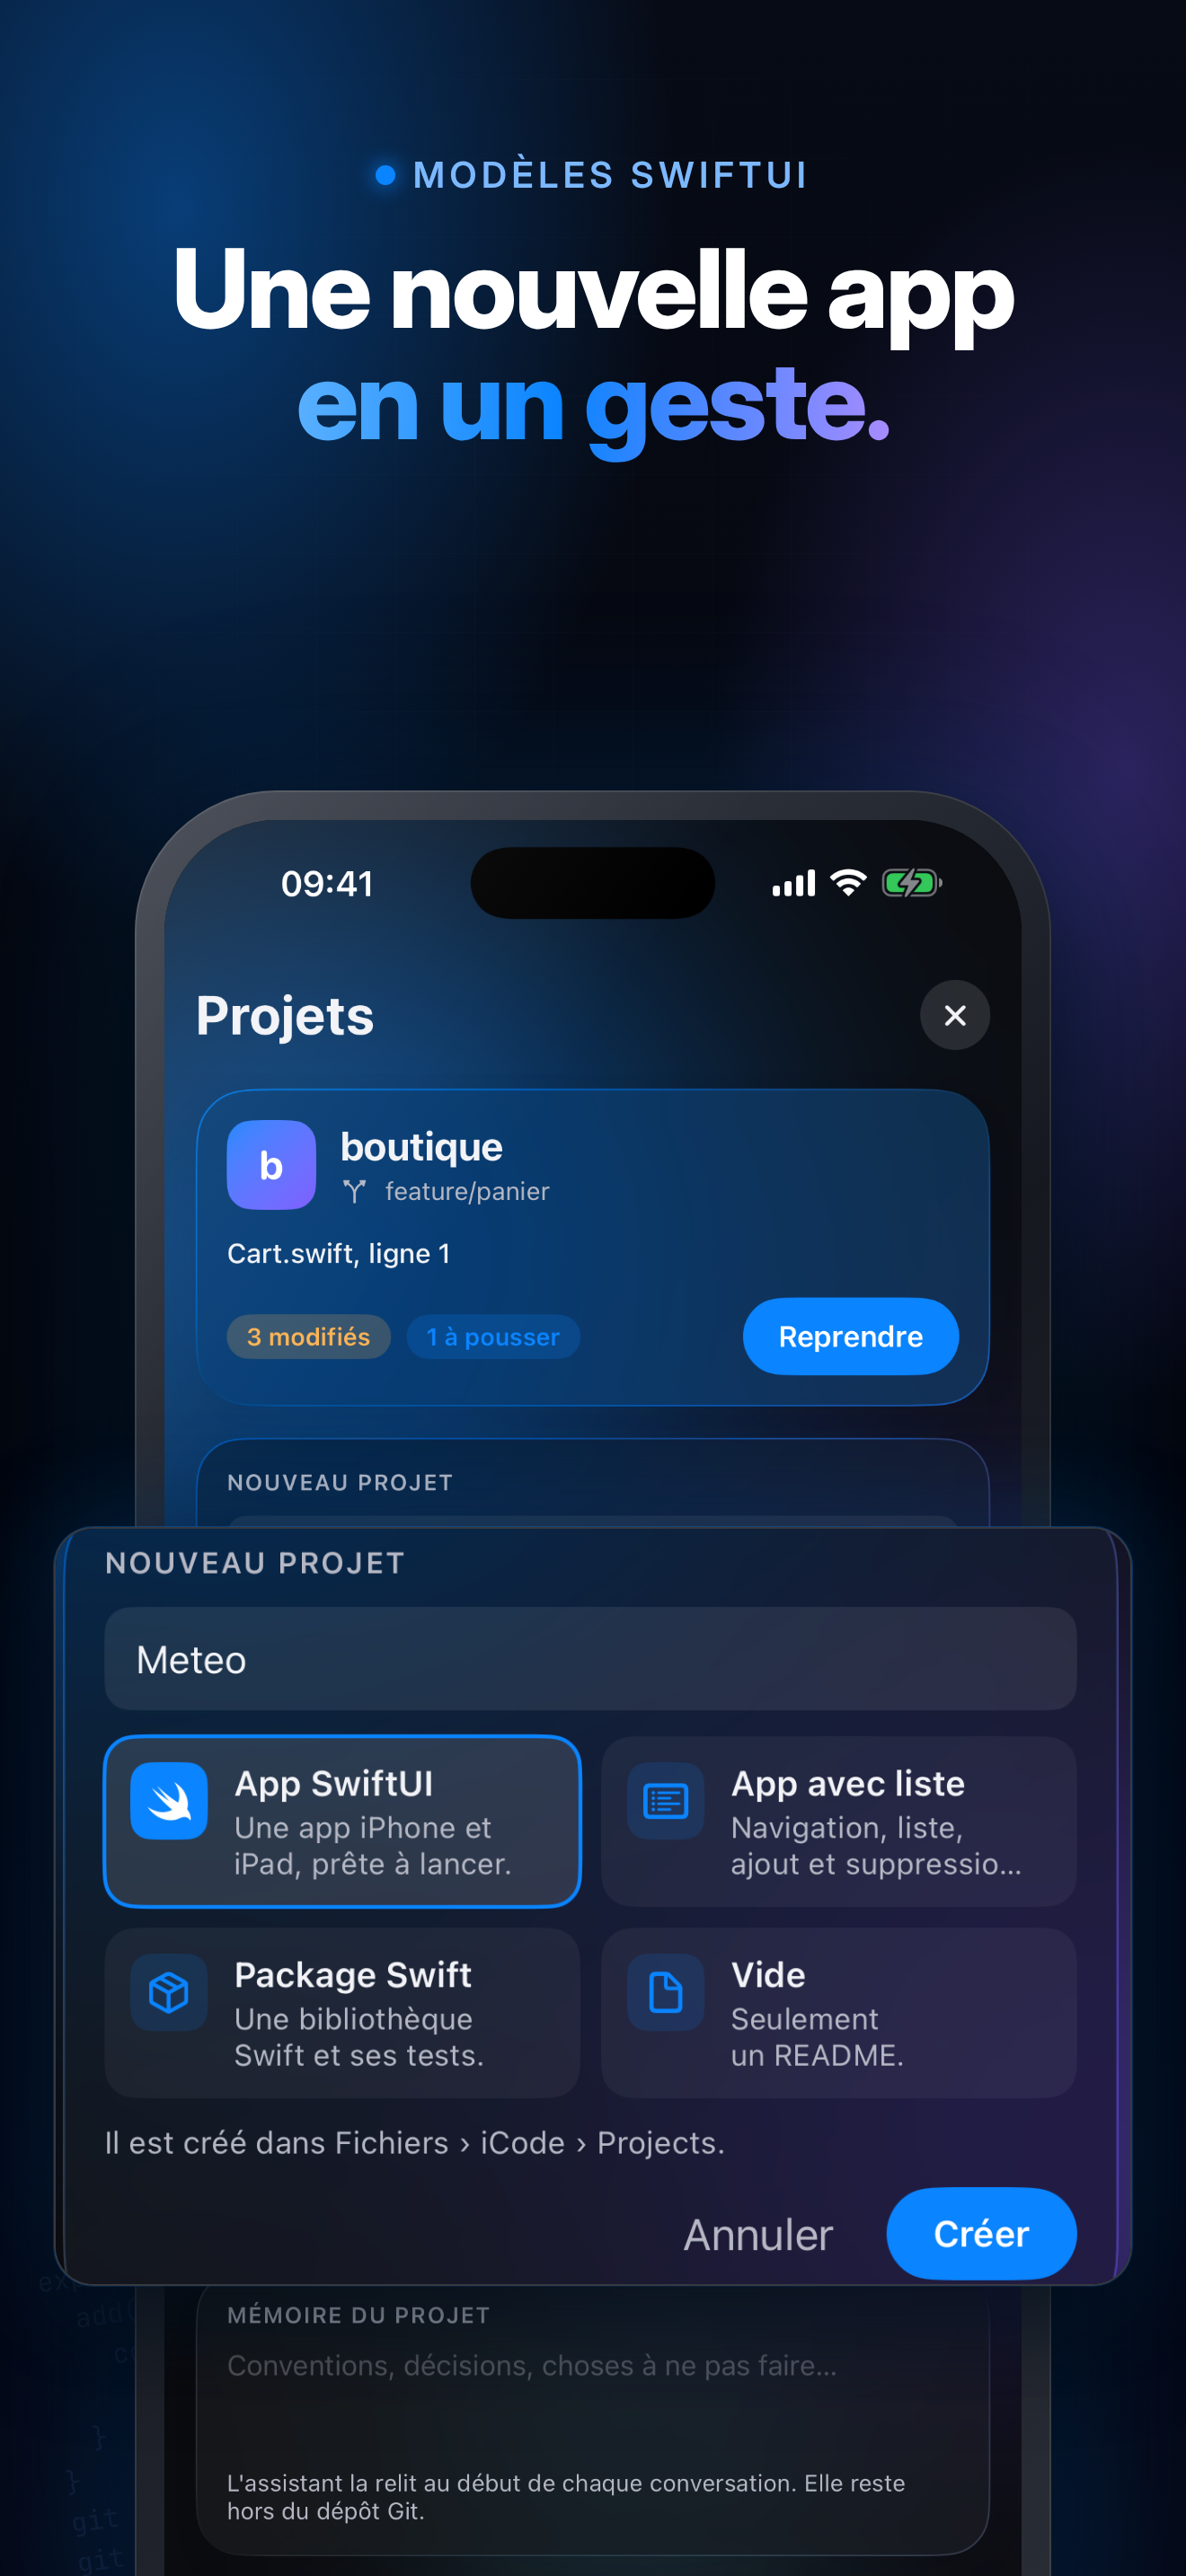 MODÈLES SWIFTUI
Une nouvelle app
en un geste.
09:41
Projets
b
boutique
feature/panier
Cart.swift, ligne 1
3 modifiés
1 à pousser
Reprendre
NOUVEAU PROJET
NOUVEAU PROJET
Meteo
App SwiftUI
Une app iPhone et
iPad, prête à lancer.
App avec liste
Navigation, liste,
ajout et suppressio...
Package Swift
Une bibliothèque
Swift et ses tests.
Vide
Seulement
un README.
Il est créé dans Fichiers › iCode › Projects.
Annuler
Créer
add(
}
}
git
git
MÉMOIRE DU PROJET
Conventions, décisions, choses à ne pas faire...
L'assistant la relit au début de chaque conversation. Elle reste
hors du dépôt Git.